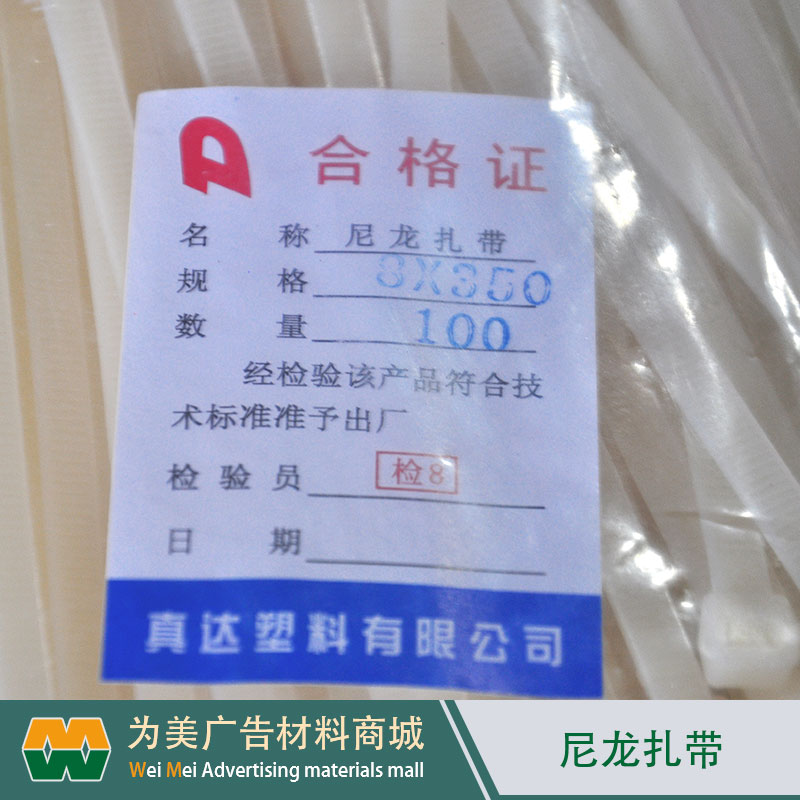 合格证
名称 尼龙扎带
规格 8X350
数量 100
经检验该产品符合技
术标准准予出厂
检验员 检8
日期
真达塑料有限公司
为美广告材料商城
Wei Mei Advertising materials mall
尼龙扎带